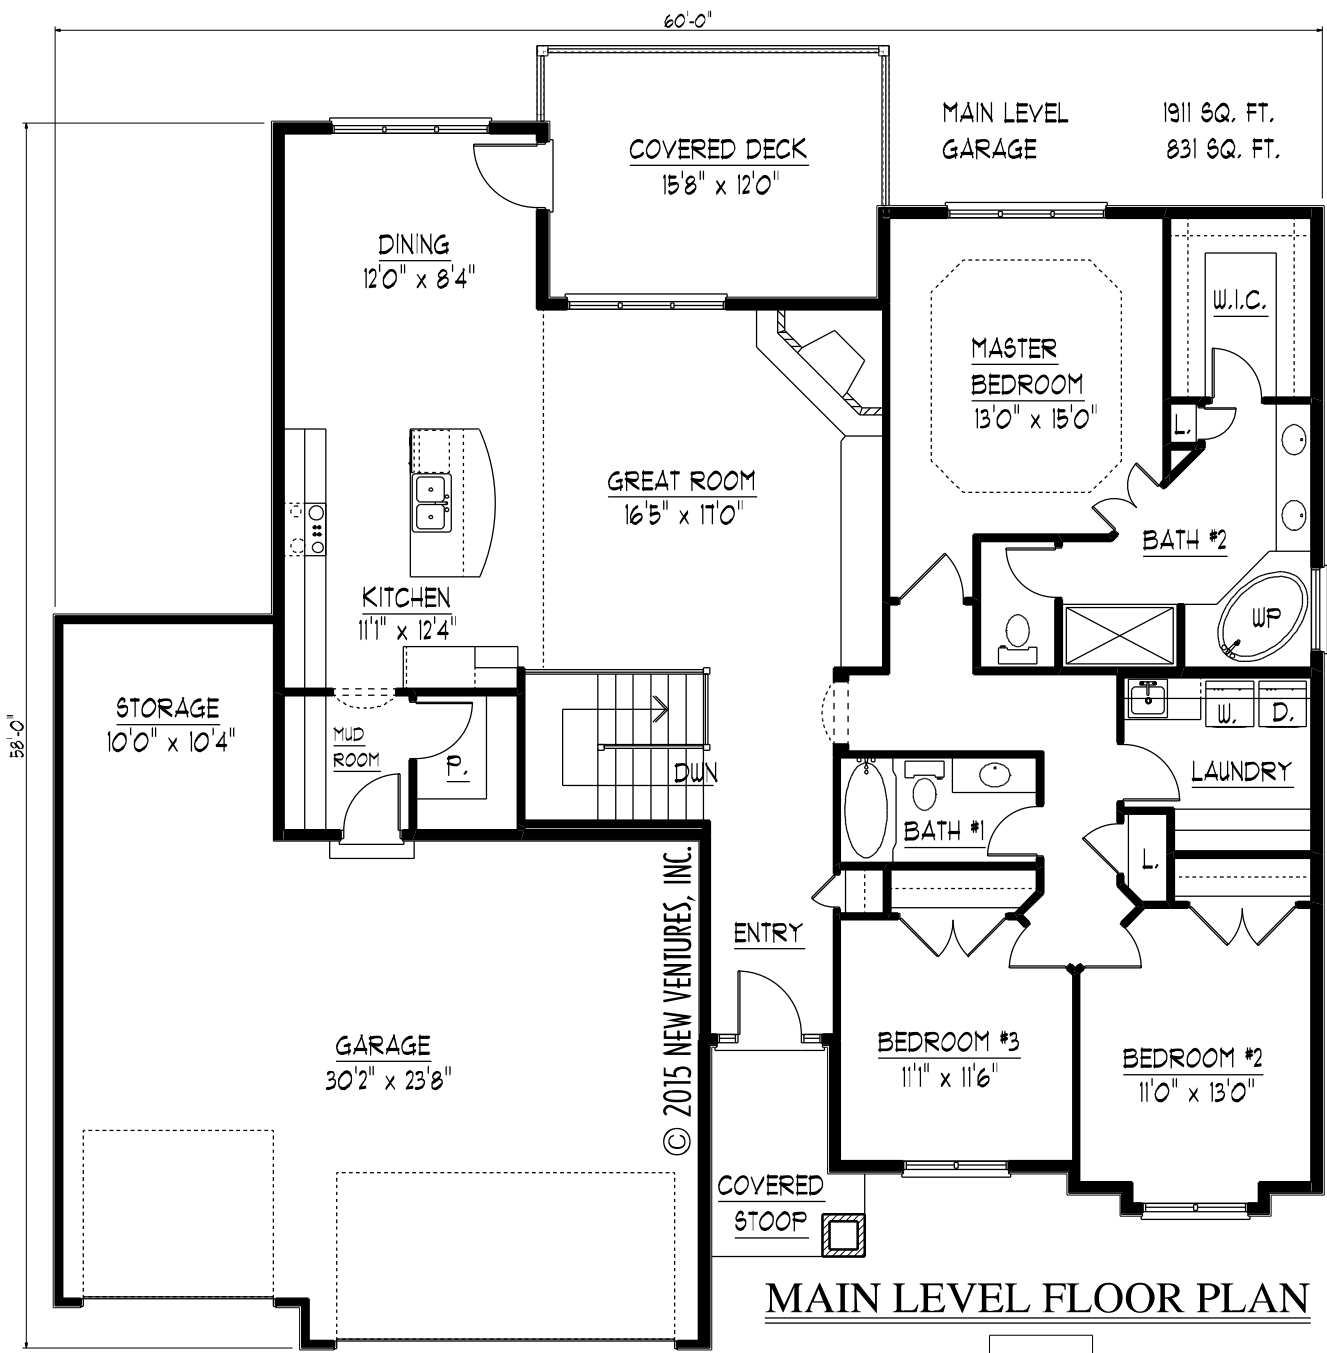 60'-0"
MAIN LEVEL 1911 SQ. FT.
GARAGE 831 SQ. FT.
COVERED DECK
15'8" x 12'0"
DINING
12'0" x 8'4"
W.I.C.
MASTER
BEDROOM
13'0" x 15'0"
L.
GREAT ROOM
16'5" x 17'0"
BATH #2
KITCHEN
11'1" x 12'4"
WP
STORAGE
10'0" x 10'4"
58'-0"
MUD
ROOM
P.
DWN
W.
D.
LAUNDRY
BATH #1
L.
ENTRY
© 2015 NEW VENTURES, INC.
GARAGE
30'2" x 23'8"
BEDROOM #3
11'1" x 11'6"
BEDROOM #2
11'0" x 13'0"
COVERED
STOOP
MAIN LEVEL FLOOR PLAN